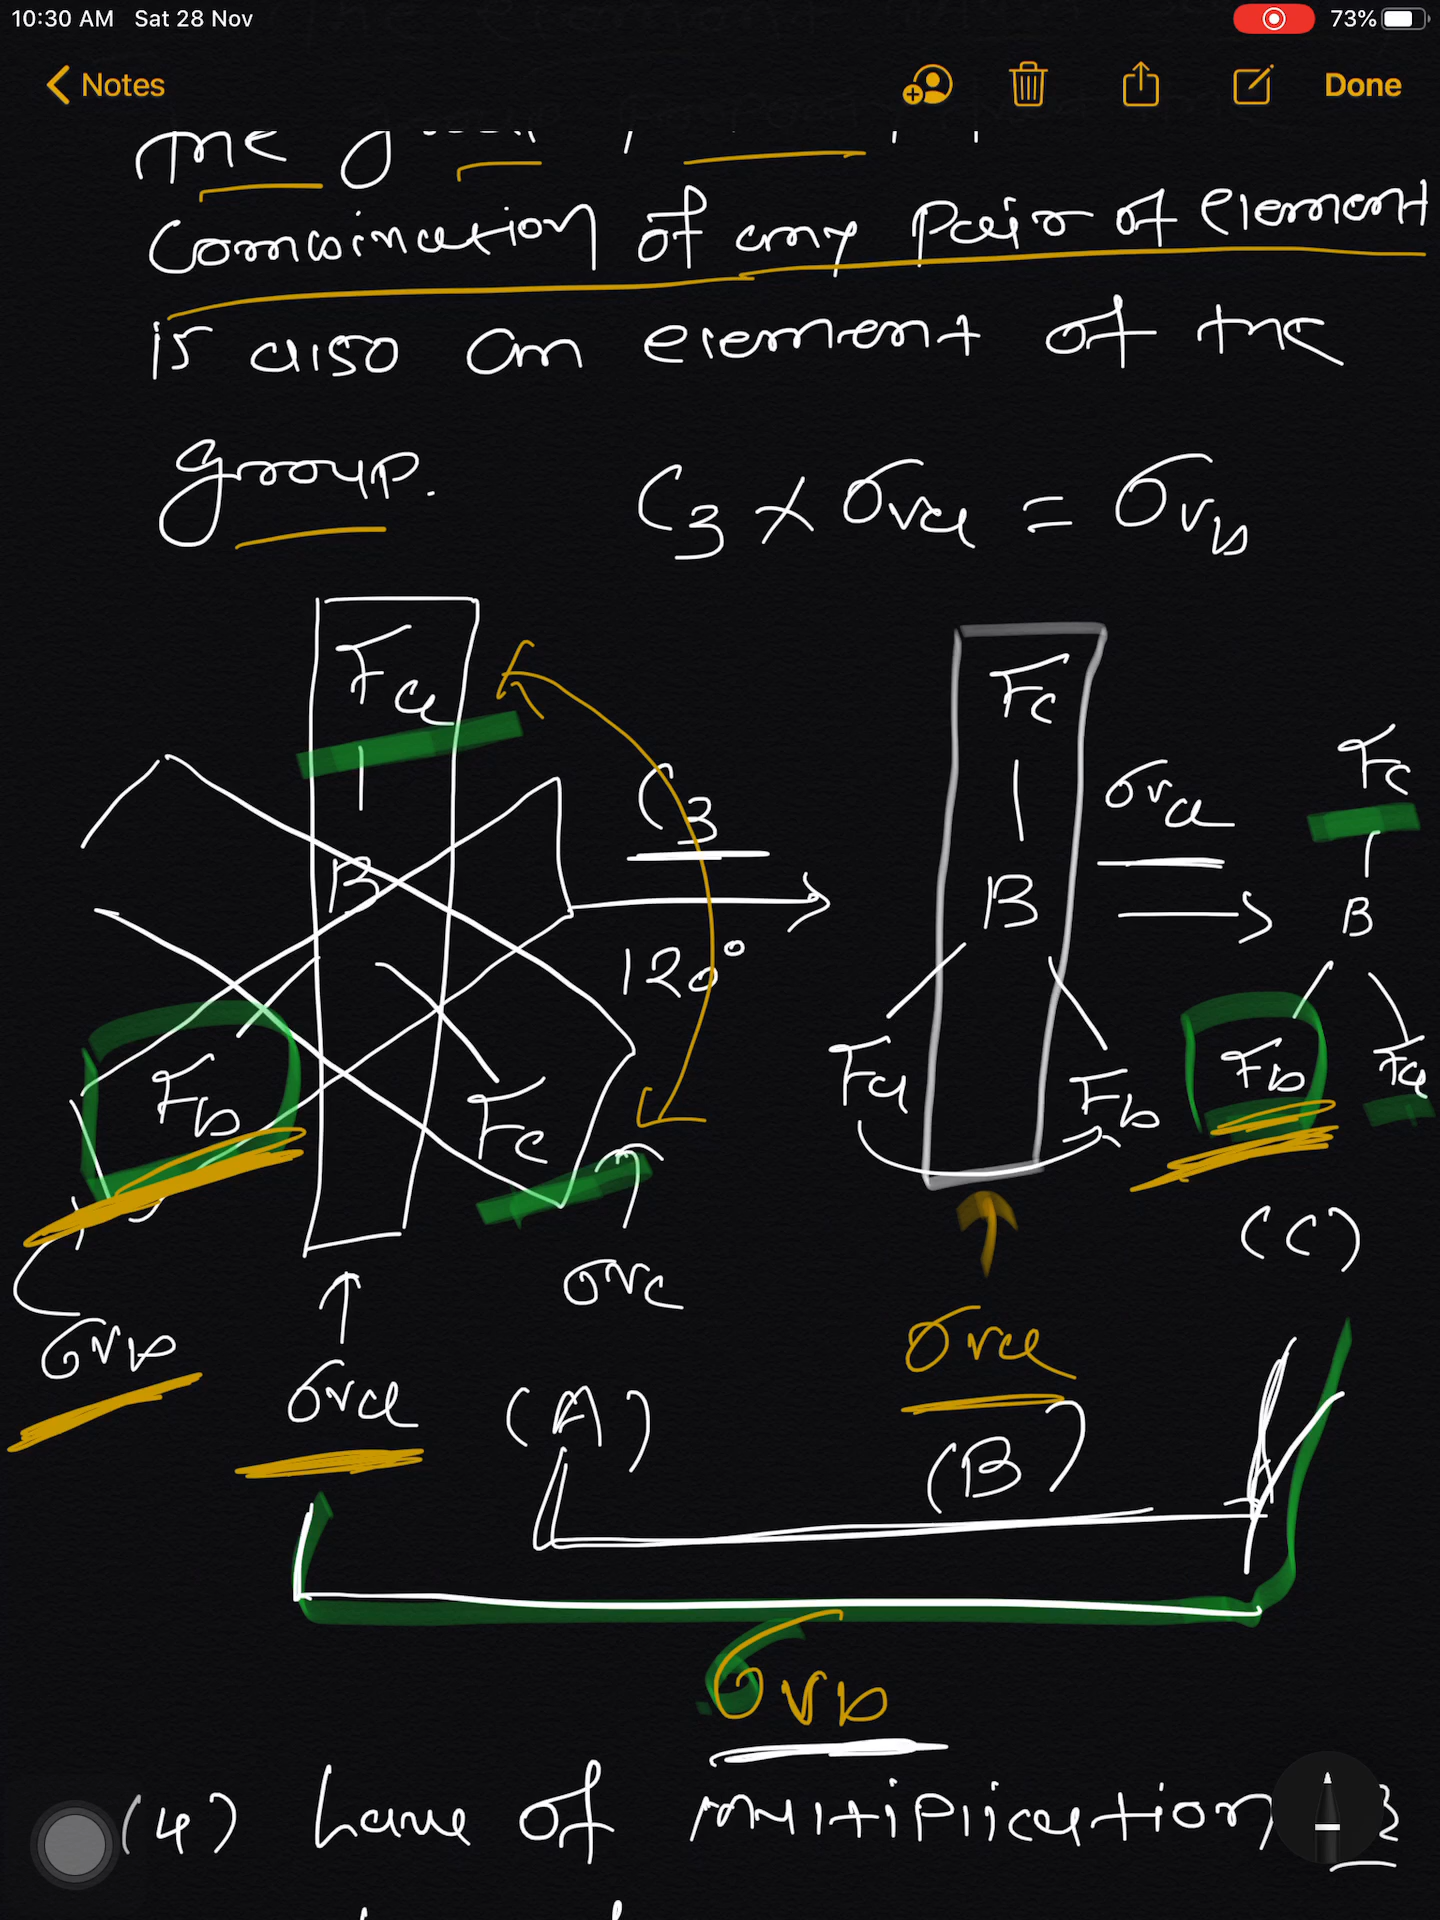 10:30 AM Sat 28 Nov 73%
Notes Done
the
Combination of any pair of element
is also an element of the
group. C3 × σva = σvb
Fa Fc Fc
C3 σva
B B B
120°
Fb Fc Fa Fb Fb Fa
(C)
σvc
σvb σva (A) σva
(B)
σvb
(4) Law of multiplication is